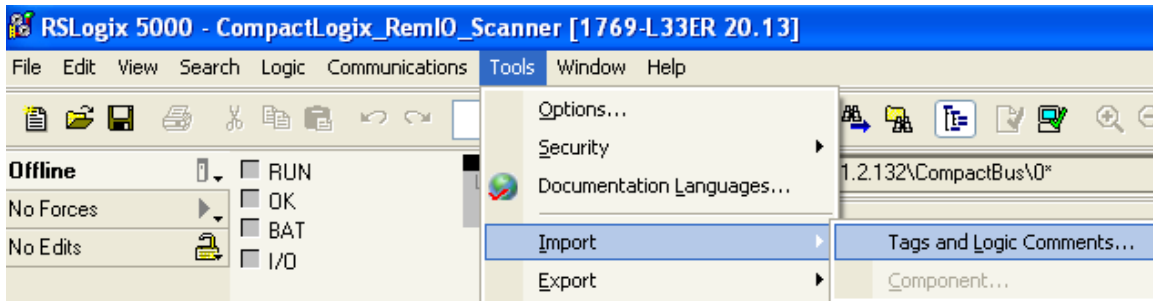 RSLogix 5000 - CompactLogix_RemIO_Scanner [1769-L33ER 20.13]
File Edit View Search Logic Communications Tools Window Help
Options...
Security
Documentation Languages...
Import
Export
Offline
No Forces
No Edits
RUN
OK
BAT
I/O
1.2.132\CompactBus\0*
Tags and Logic Comments...
Component...